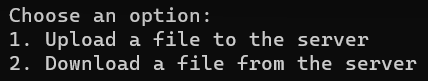 Choose an option:
1. Upload a file to the server
2. Download a file from the server